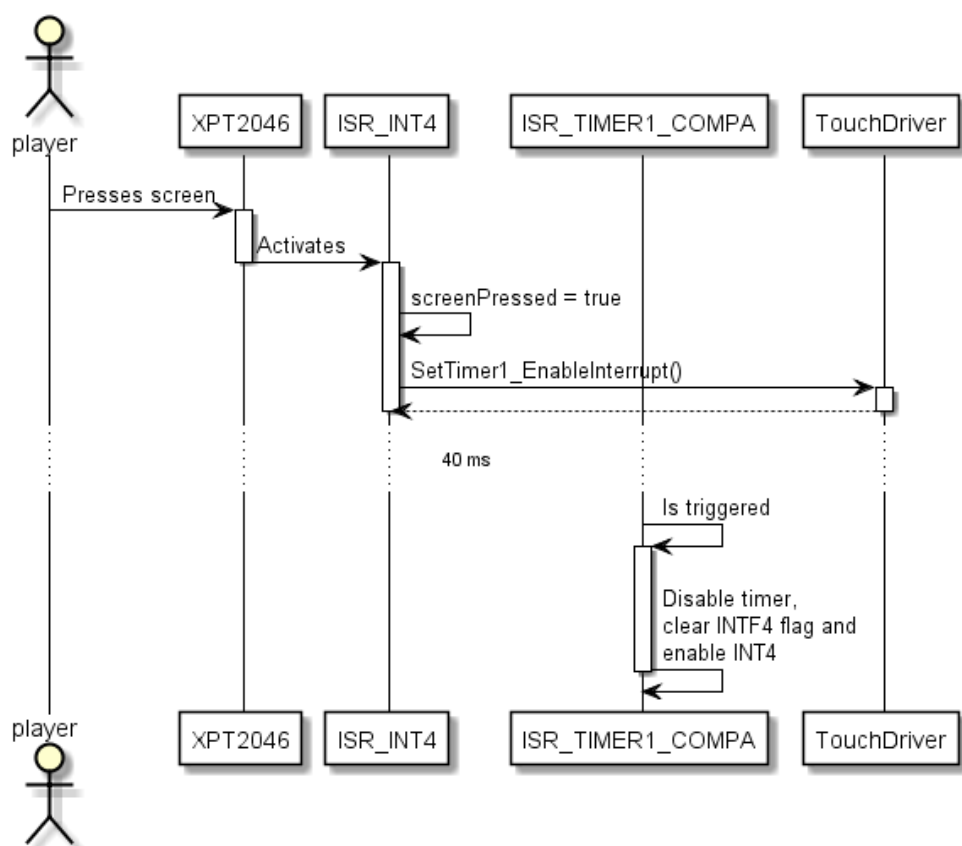 player
XPT2046
ISR_INT4
ISR_TIMER1_COMPA
TouchDriver
Presses screen
Activates
screenPressed = true
SetTimer1_EnableInterrupt()
40 ms
Is triggered
Disable timer,
clear INTF4 flag and
enable INT4
player
XPT2046
ISR_INT4
ISR_TIMER1_COMPA
TouchDriver